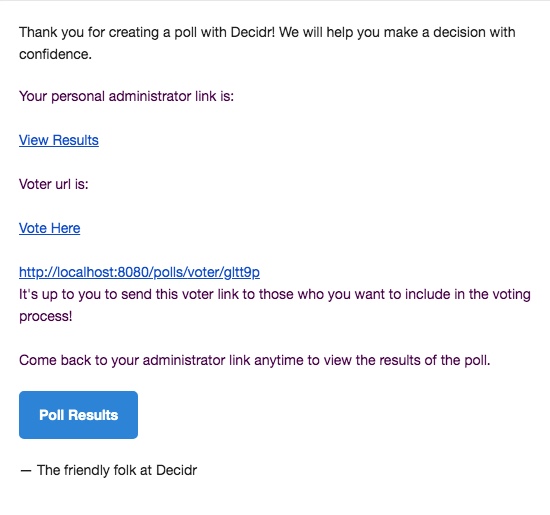 Thank you for creating a poll with Decidr! We will help you make a decision with
confidence.
Your personal administrator link is:
View Results
Voter url is:
Vote Here
http://localhost:8080/polls/voter/gltt9p
It's up to you to send this voter link to those who you want to include in the voting
process!
Come back to your administrator link anytime to view the results of the poll.
Poll Results
— The friendly folk at Decidr